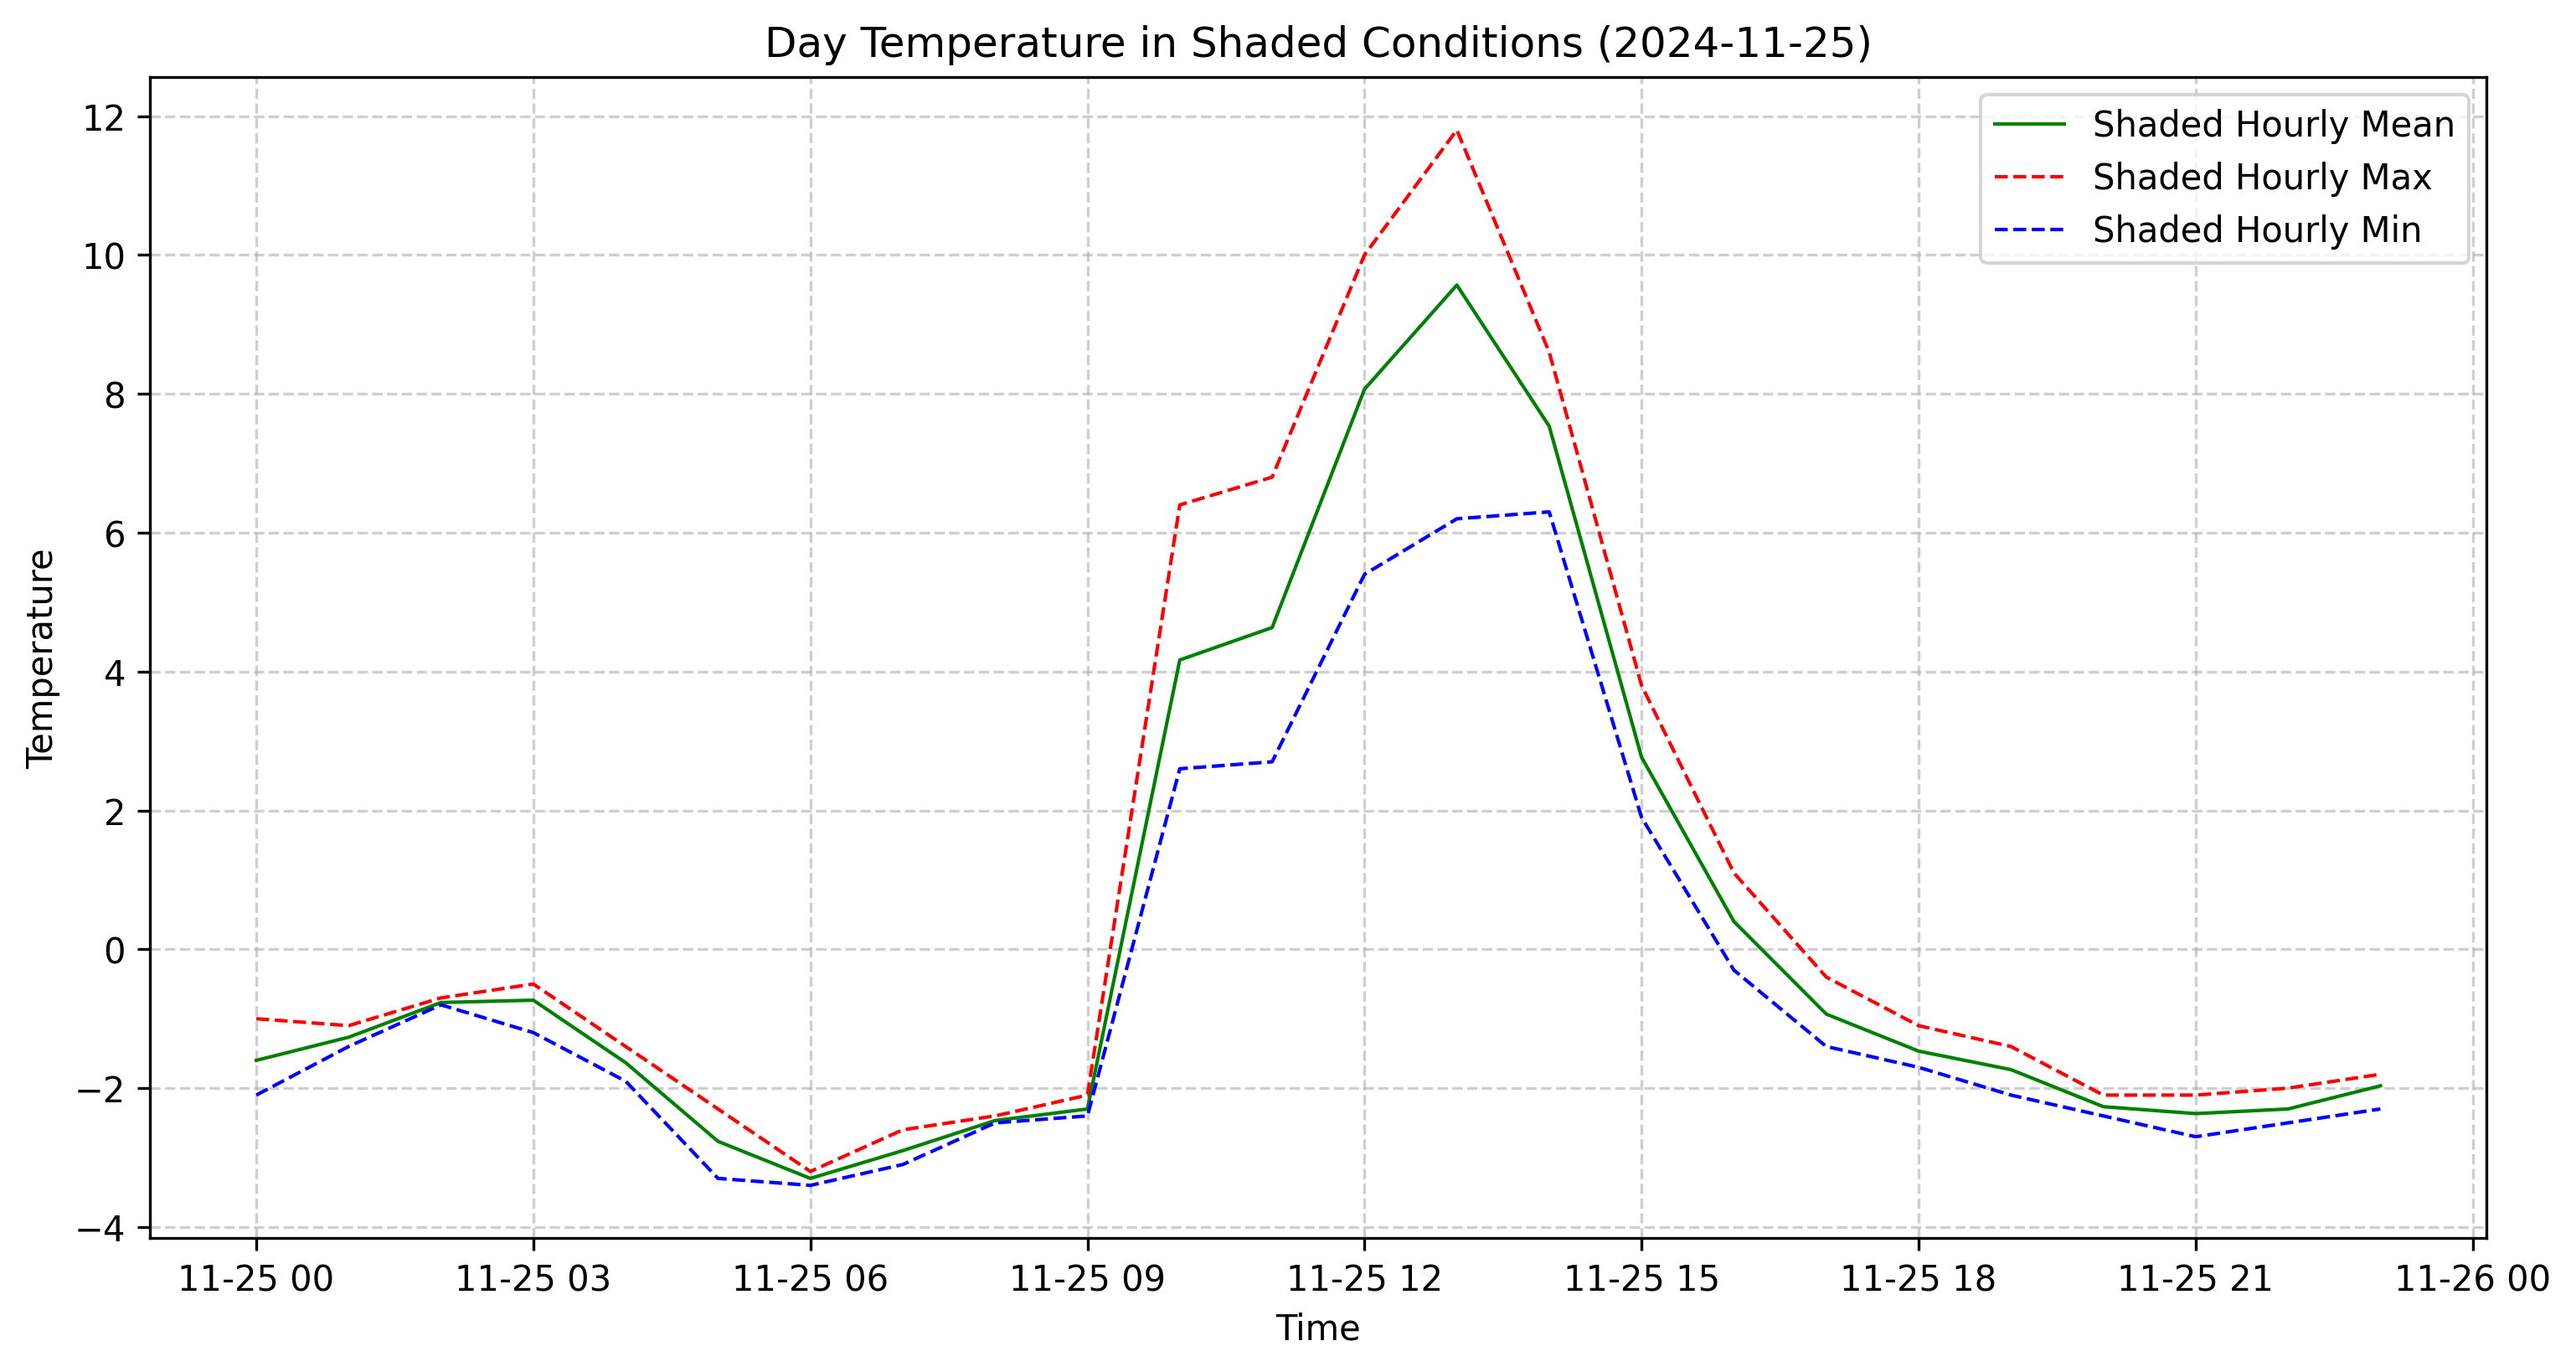 Day Temperature in Shaded Conditions (2024-11-25)
Shaded Hourly Mean
Shaded Hourly Max
Shaded Hourly Min
Temperature
12
10
8
6
4
2
0
−2
−4
11-25 00 11-25 03 11-25 06 11-25 09 11-25 12 11-25 15 11-25 18 11-25 21 11-26 00
Time